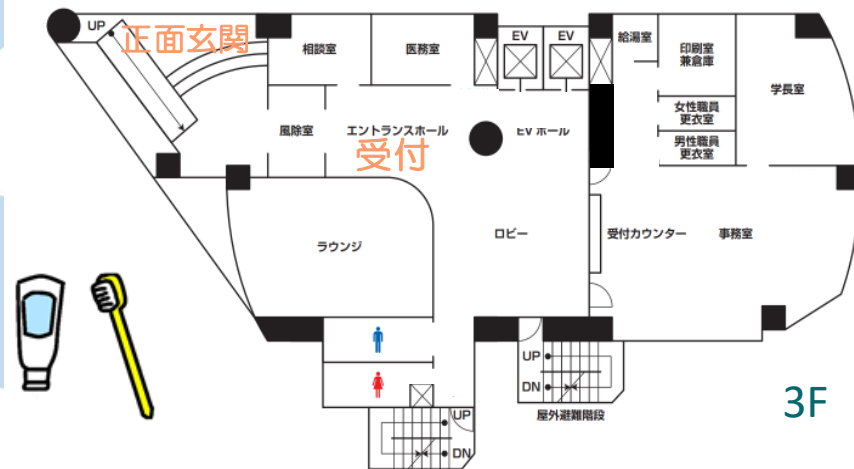 UP
正面玄関
相談室
医務室
EV
EV
給湯室
印刷室
兼倉庫
学長室
女性職員
更衣室
男性職員
更衣室
風除室
エントランスホール
受付
EV ホール
ラウンジ
ロビー
受付カウンター
事務室
UP
DN
屋外避難階段
UP
DN
3F